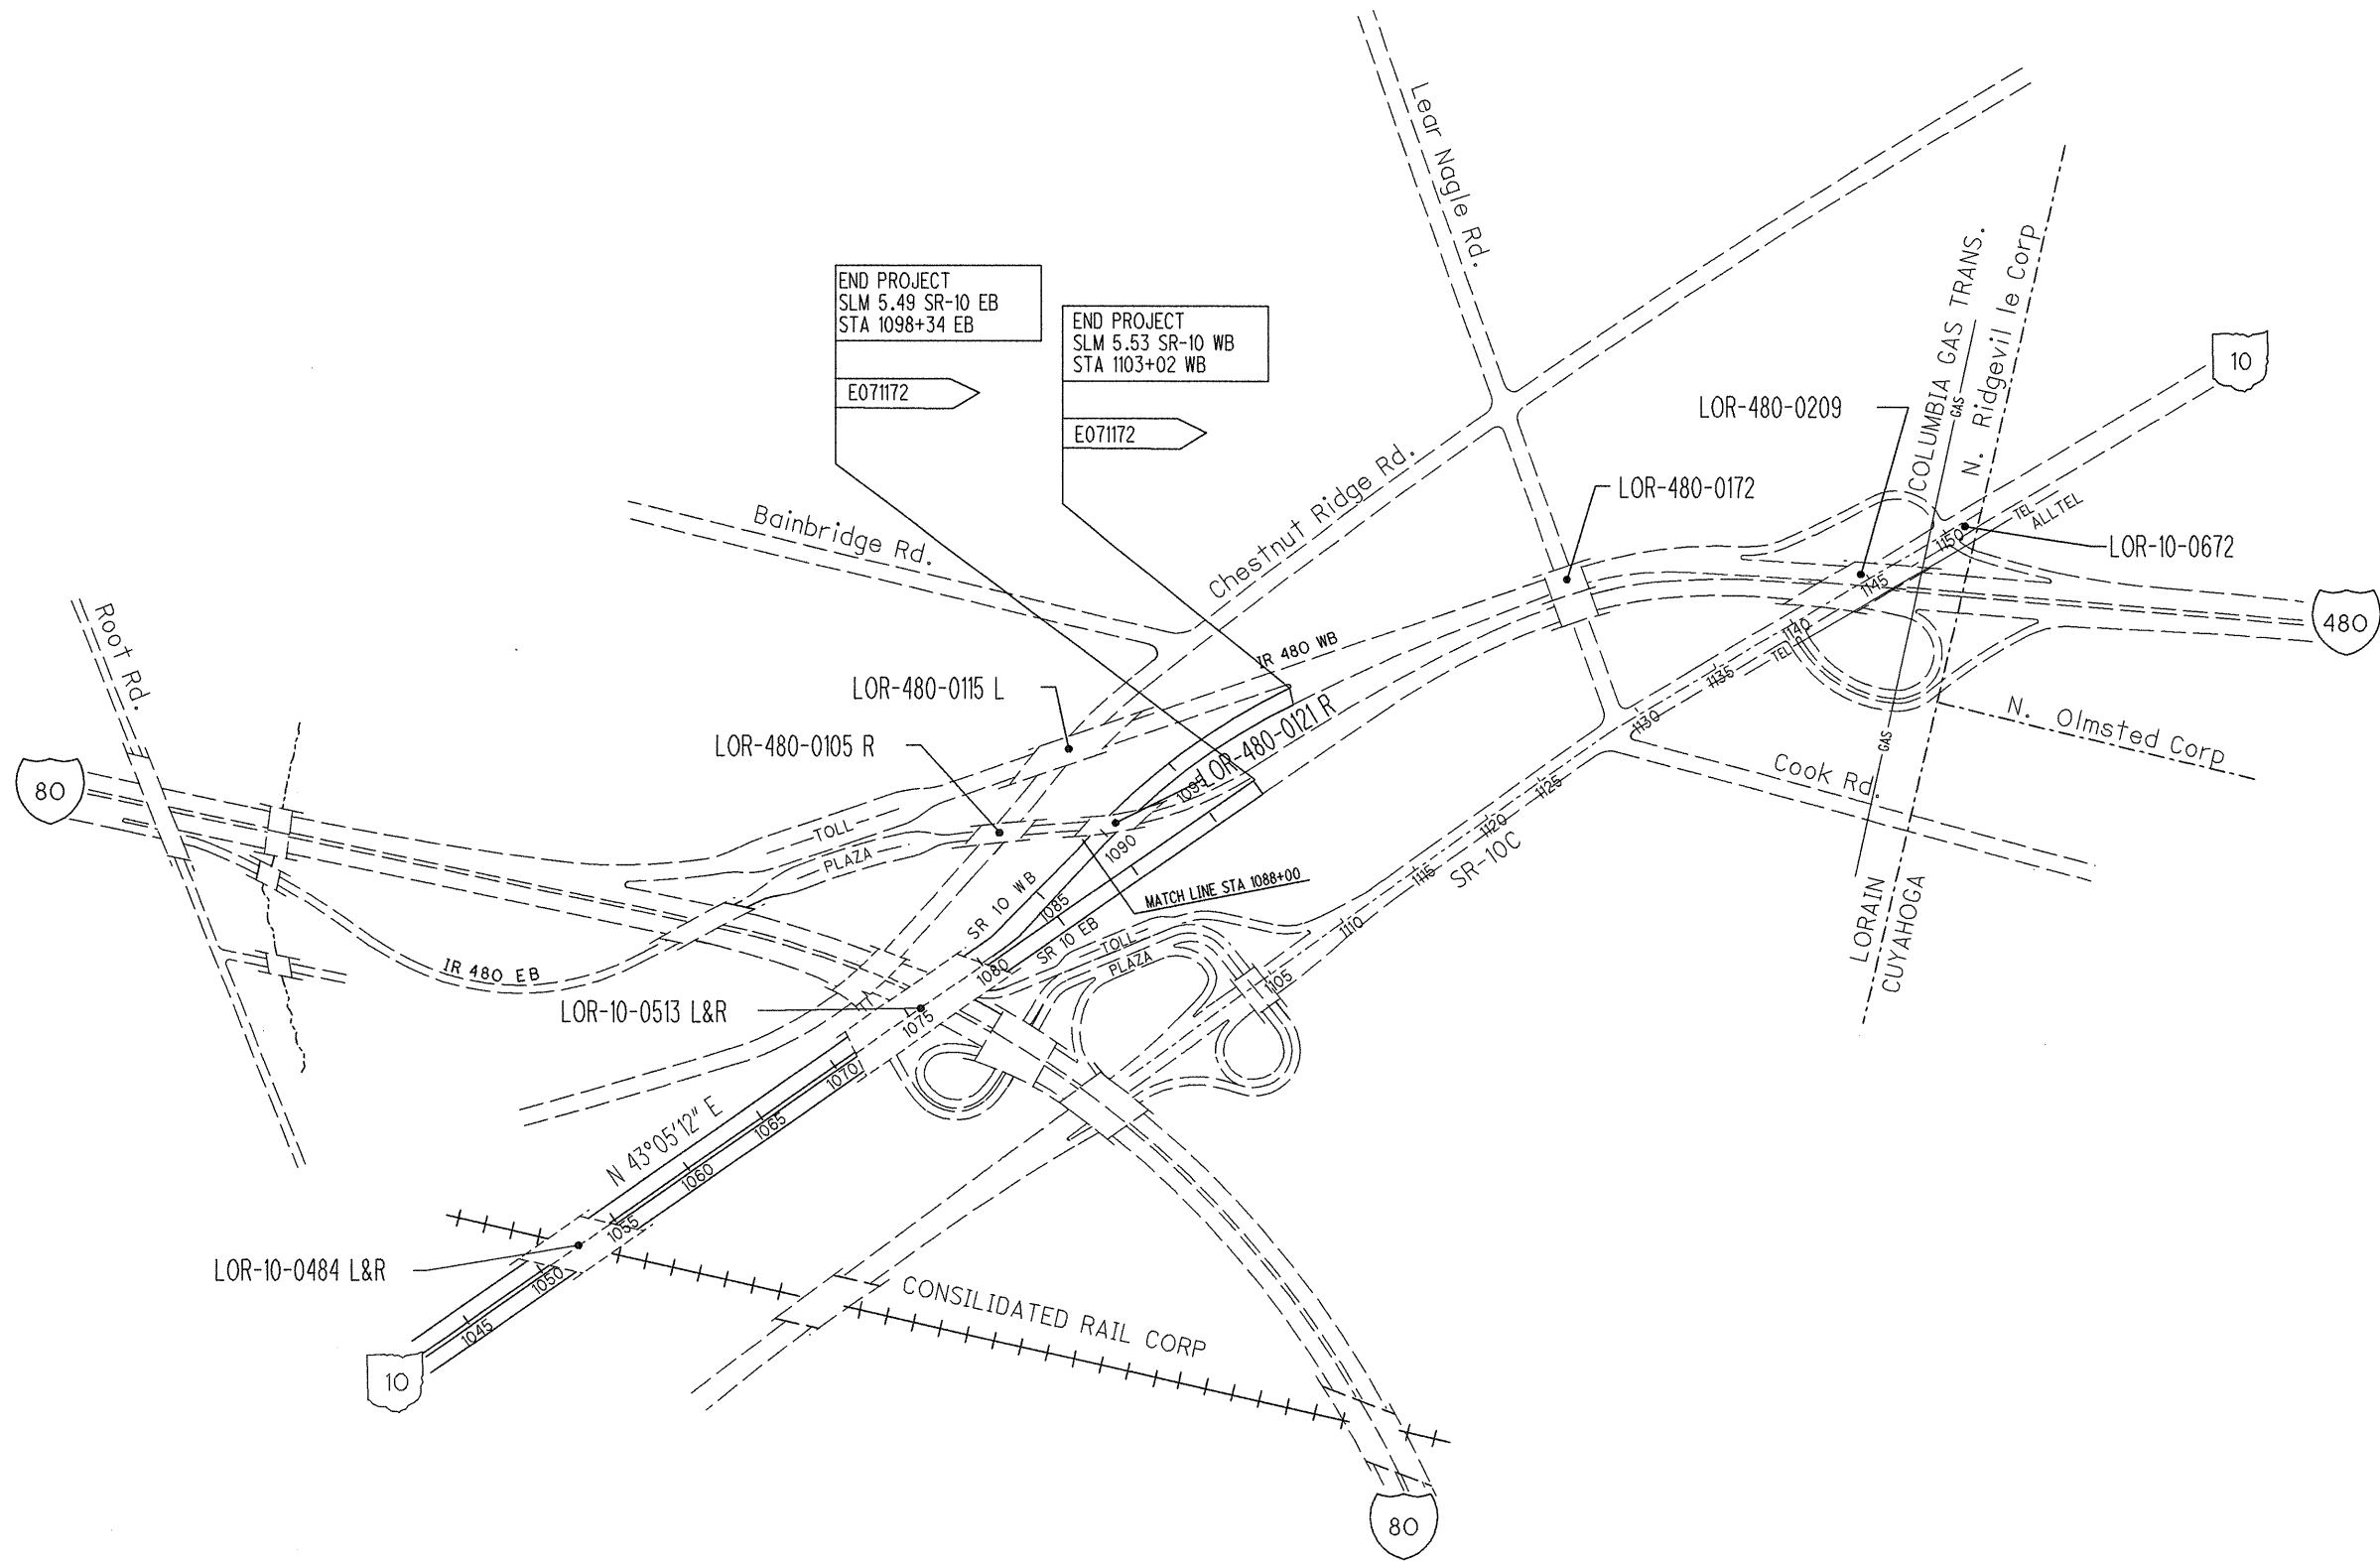 Lear Nagle Rd.
END PROJECT
SLM 5.49 SR-10 EB
STA 1098+34 EB
E071172
END PROJECT
SLM 5.53 SR-10 WB
STA 1103+02 WB
E071172
COLUMBIA GAS TRANS.
GAS
N. Ridgevil le Corp
10
LOR-480-0209
LOR-480-0172
Chestnut Ridge Rd.
Bainbridge Rd.
TEL
ALLTEL
1150
LOR-10-0672
1145
480
Root Rd.
1140
TEL
IR 480 WB
1135
LOR-480-0115 L
LOR-480-0121 R
1130
N. Olmsted Corp
LOR-480-0105 R
GAS
Cook Rd.
80
1095
1125
TOLL
PLAZA
1120
1090
SR-10C
1115
MATCH LINE STA 1088+00
SR 10 WB
1085
LORAIN
CUYAHOGA
SR 10 EB
TOLL
PLAZA
1110
IR 480 EB
1080
1105
LOR-10-0513 L&R
1075
1070
N 43°05'12" E
1065
1060
1055
LOR-10-0484 L&R
1050
CONSILIDATED RAIL CORP
1045
10
80